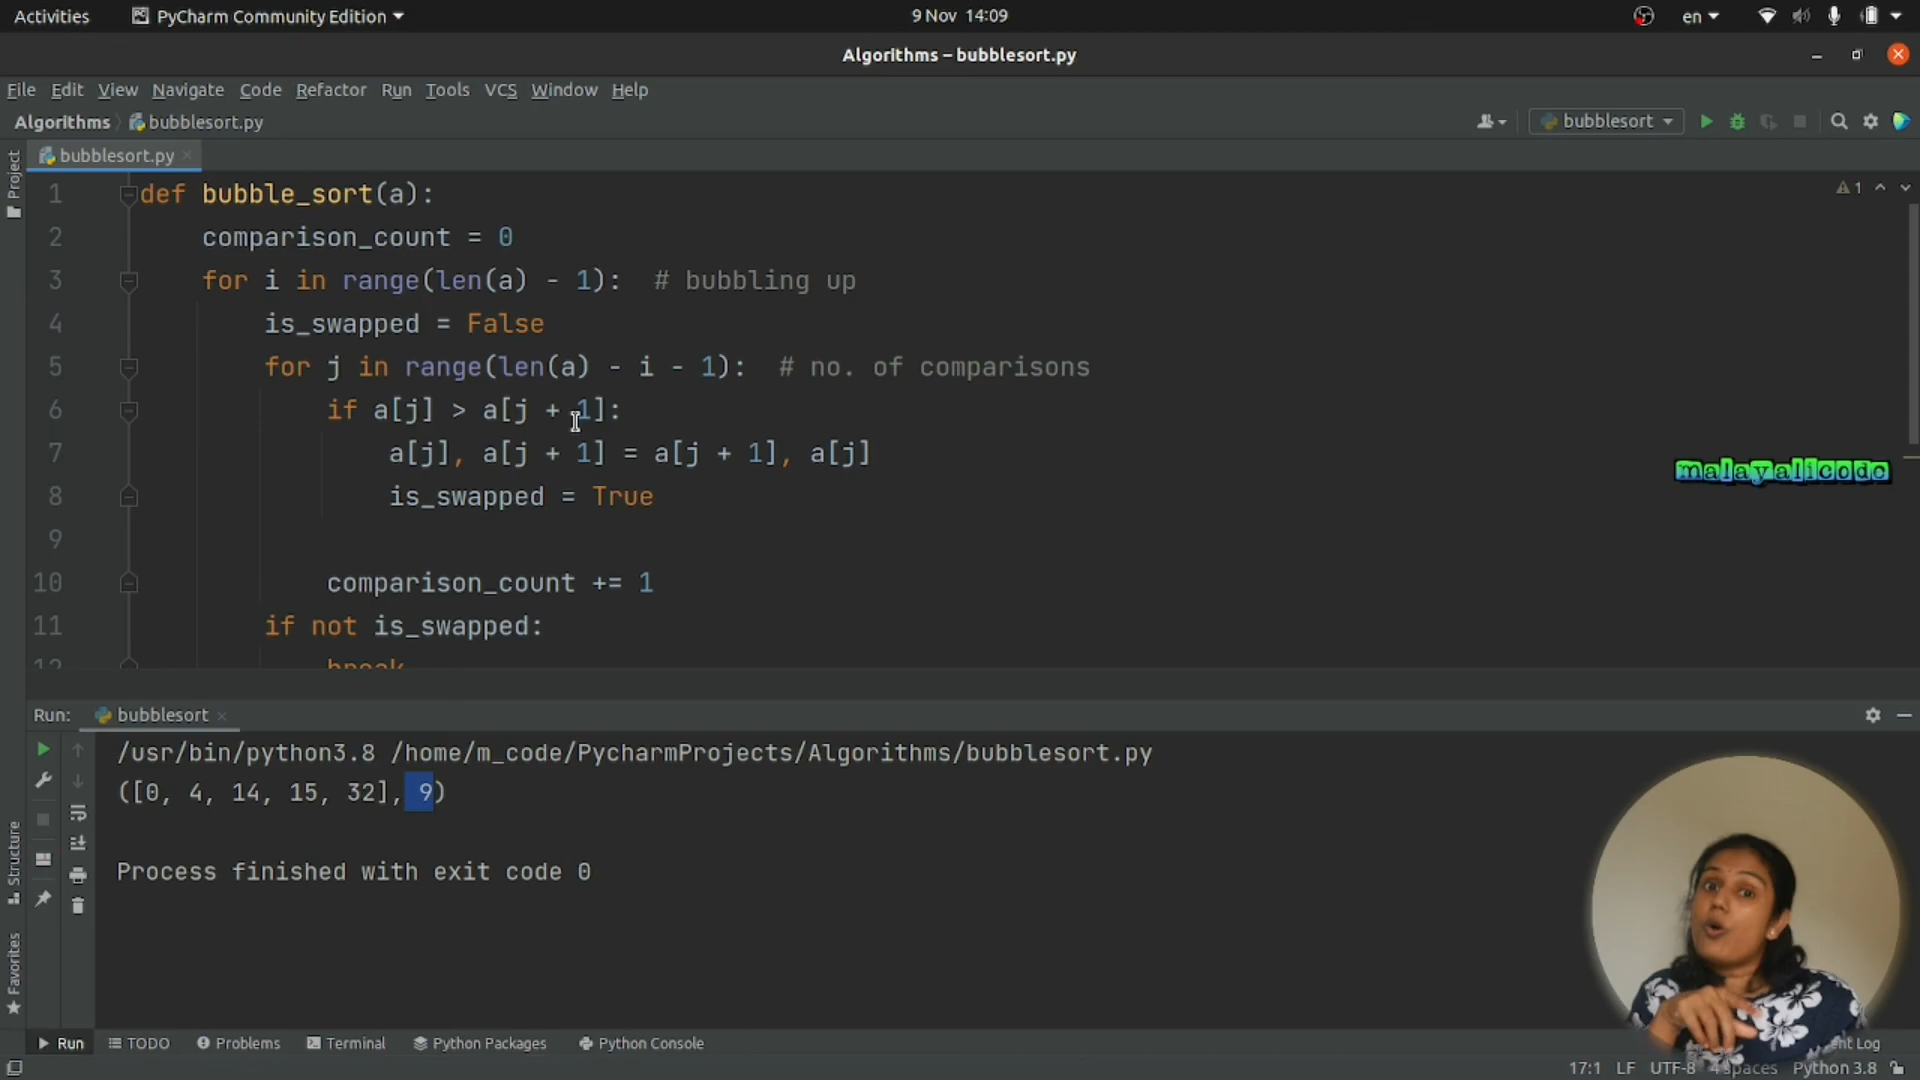 Activities PyCharm Community Edition 9 Nov 14:09 en
Algorithms – bubblesort.py
File Edit View Navigate Code Refactor Run Tools VCS Window Help
Algorithms bubblesort.py bubblesort
Project
bubblesort.py
1 def bubble_sort(a): 1
2 comparison_count = 0
3 for i in range(len(a) - 1): # bubbling up
4 is_swapped = False
5 for j in range(len(a) - i - 1): # no. of comparisons
6 if a[j] > a[j + 1]:
7 a[j], a[j + 1] = a[j + 1], a[j]
malayalicode
8 is_swapped = True
9
10 comparison_count += 1
11 if not is_swapped:
12 break
Run: bubblesort
/usr/bin/python3.8 /home/m_code/PycharmProjects/Algorithms/bubblesort.py
([0, 4, 14, 15, 32], 9)
Structure
Process finished with exit code 0
Favorites
Run TODO Problems Terminal Python Packages Python Console nt Log
17:1 LF UTF-8 4 spaces Python 3.8